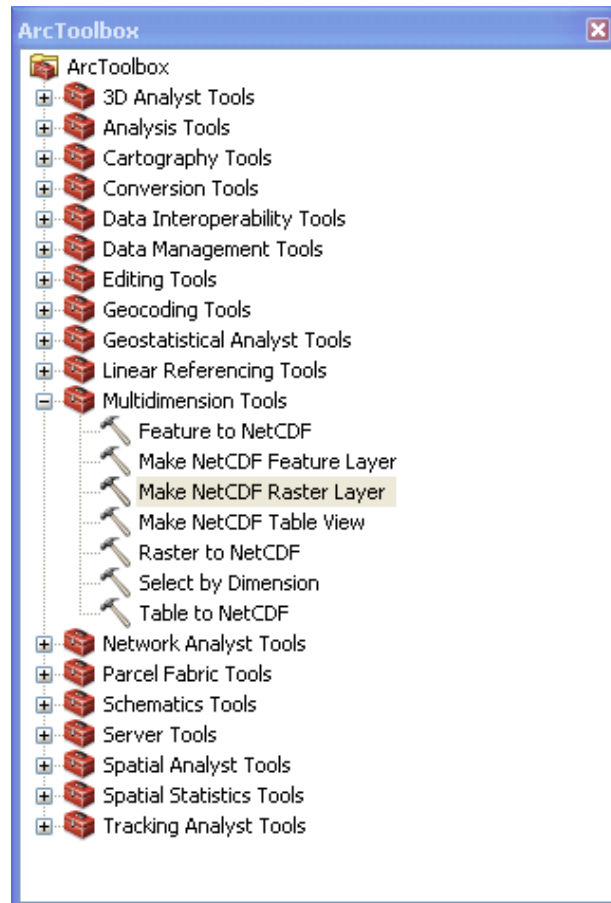 ArcToolbox
ArcToolbox
3D Analyst Tools
Analysis Tools
Cartography Tools
Conversion Tools
Data Interoperability Tools
Data Management Tools
Editing Tools
Geocoding Tools
Geostatistical Analyst Tools
Linear Referencing Tools
Multidimension Tools
Feature to NetCDF
Make NetCDF Feature Layer
Make NetCDF Raster Layer
Make NetCDF Table View
Raster to NetCDF
Select by Dimension
Table to NetCDF
Network Analyst Tools
Parcel Fabric Tools
Schematics Tools
Server Tools
Spatial Analyst Tools
Spatial Statistics Tools
Tracking Analyst Tools